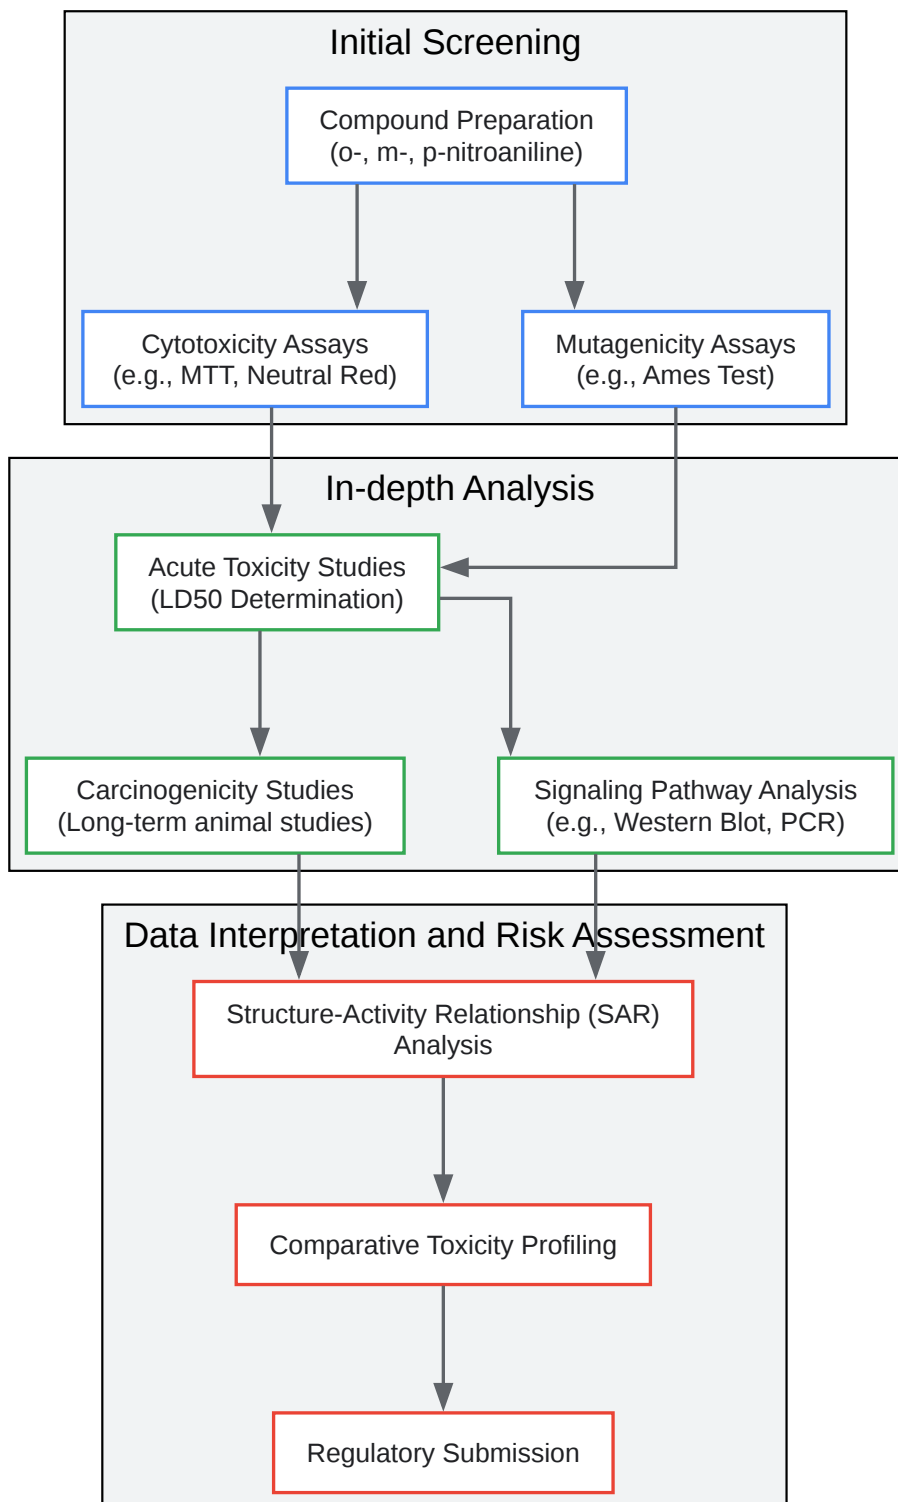 Initial Screening
Compound Preparation
(o-, m-, p-nitroaniline)
Cytotoxicity Assays
(e.g., MTT, Neutral Red)
Mutagenicity Assays
(e.g., Ames Test)
In-depth Analysis
Acute Toxicity Studies
(LD50 Determination)
Carcinogenicity Studies
(Long-term animal studies)
Signaling Pathway Analysis
(e.g., Western Blot, PCR)
Data Interpretation and Risk Assessment
Structure-Activity Relationship (SAR)
Analysis
Comparative Toxicity Profiling
Regulatory Submission